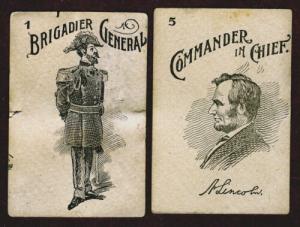 1
BRIGADIER
GENERAL
5
COMMANDER
IN CHIEF.
A. Lincoln.